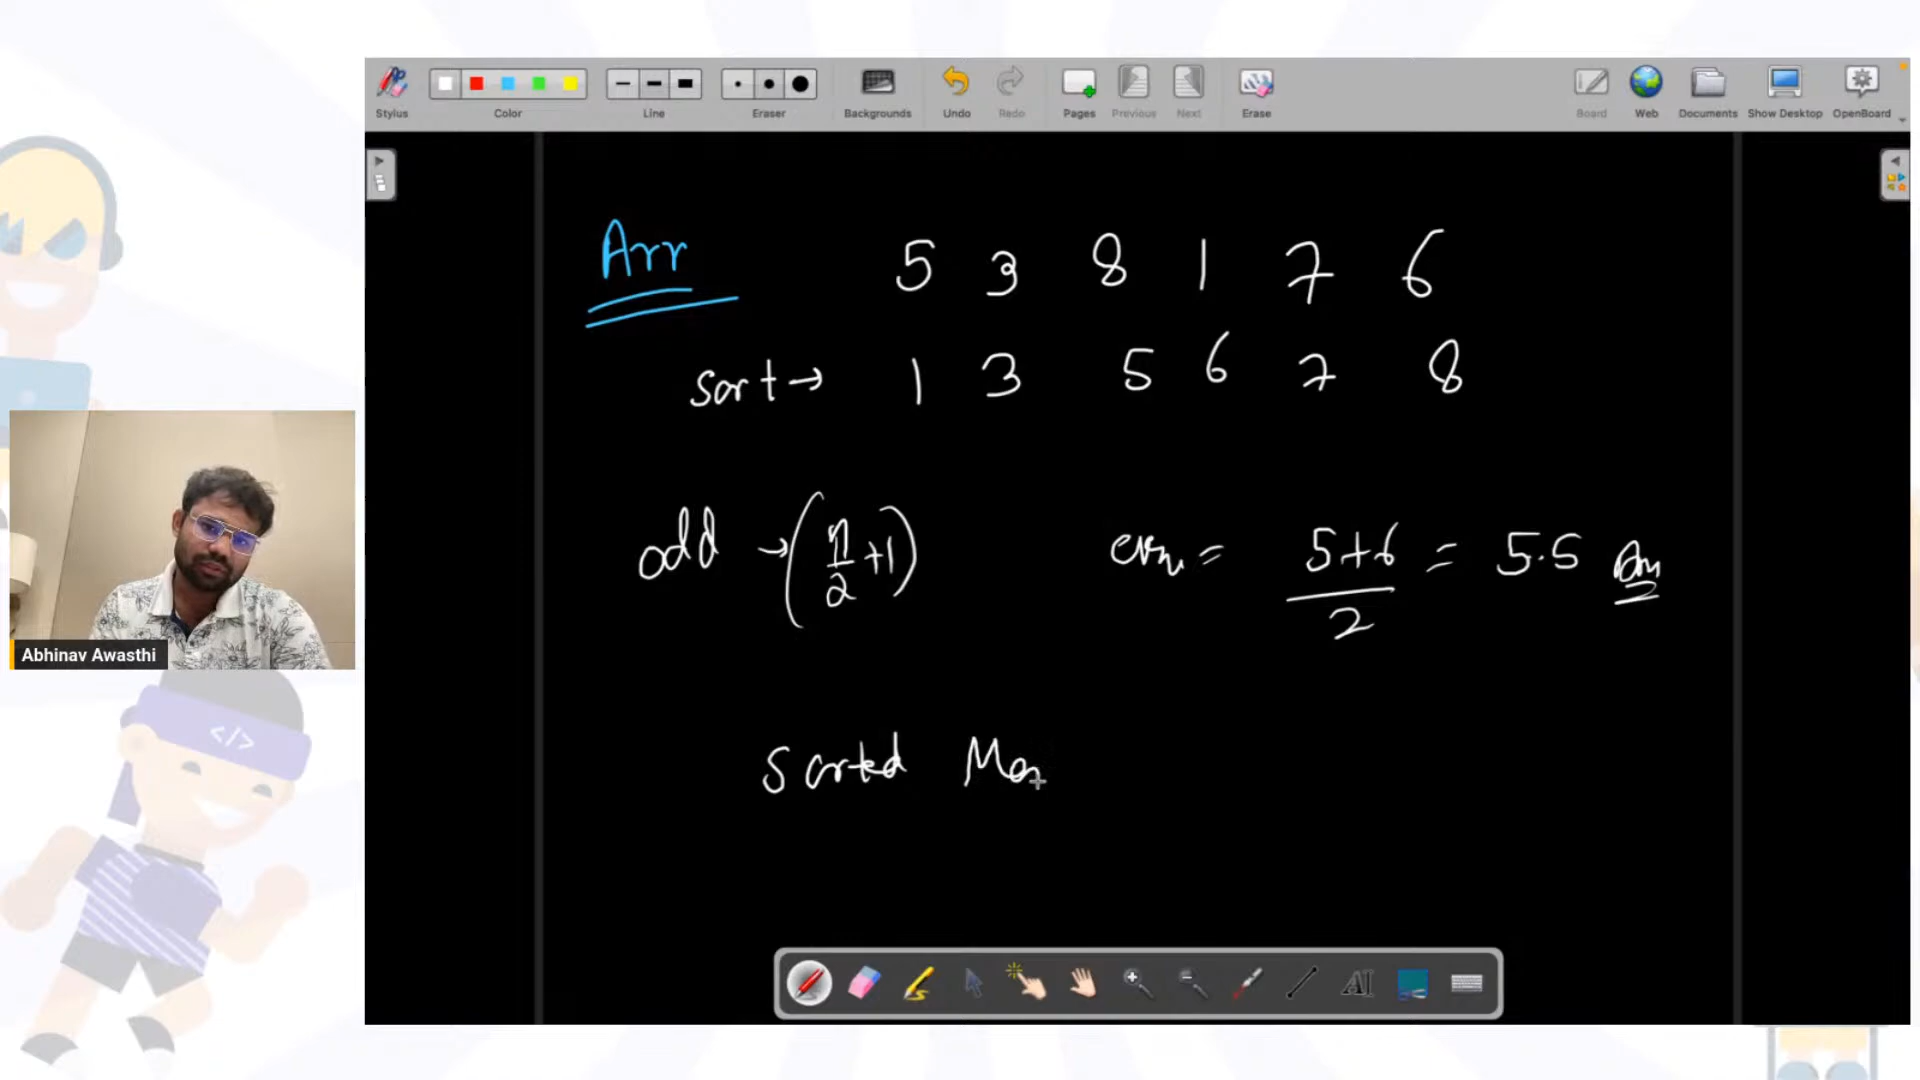 Stylus Color Line Eraser Backgrounds Undo Redo Pages Previous Next Erase Board Web Documents Show Desktop OpenBoard
Arr 5 3 8 1 7 6
sort→ 1 3 5 6 7 8
odd →(n/2+1) even = 5+6/2 = 5.5 Ans
Abhinav Awasthi
</>
Sorted
AI